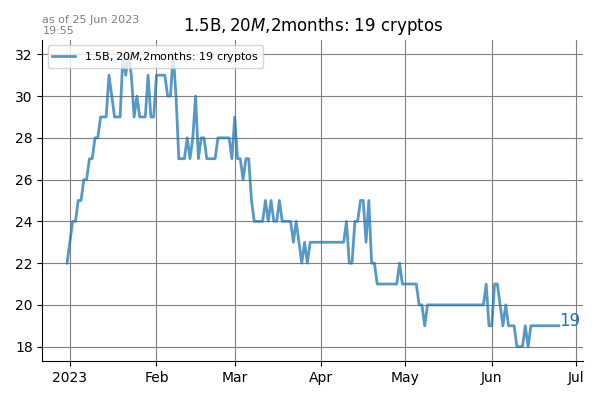 as of 25 Jun 2023
19:55
1.5B, 20M,2months: 19 cryptos
1.5B, 20M,2months: 19 cryptos
32
30
28
26
24
22
20
18
19
2023 Feb Mar Apr May Jun Jul